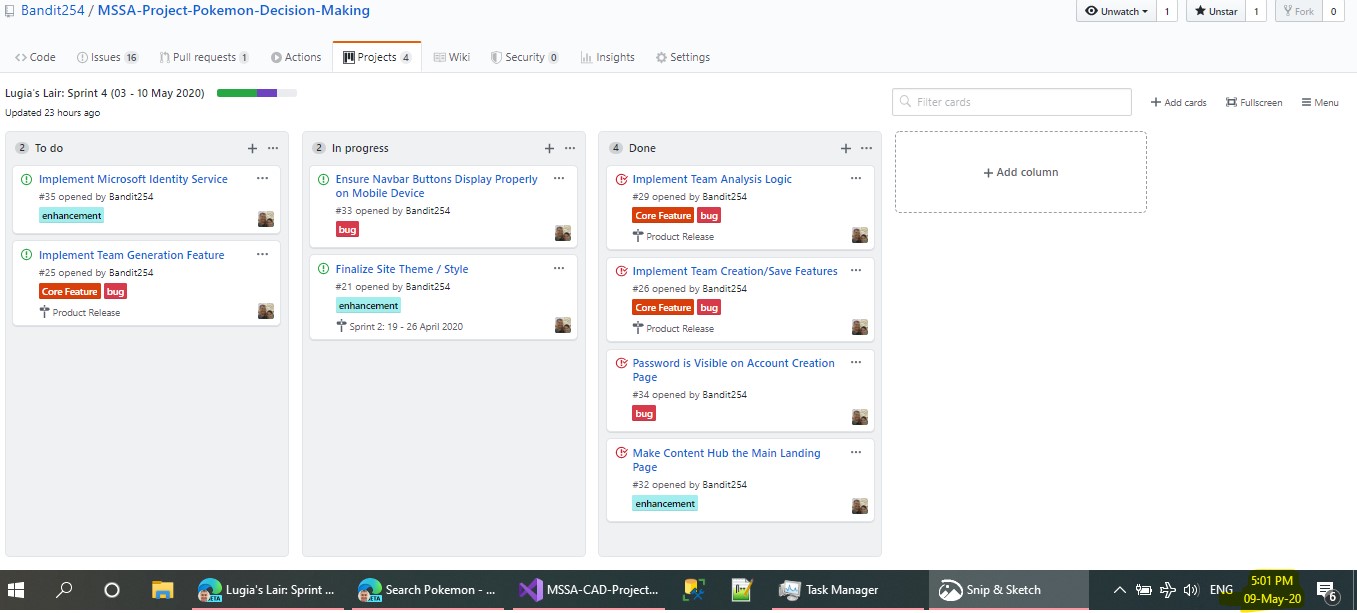 Bandit254 / MSSA-Project-Pokemon-Decision-Making
Unwatch 1 Unstar 1 Fork 0
Code Issues 16 Pull requests 1 Actions Projects 4 Wiki Security 0 Insights Settings
Lugia's Lair: Sprint 4 (03 - 10 May 2020)
Updated 23 hours ago
Filter cards
Add cards Fullscreen Menu
2 To do
Implement Microsoft Identity Service
#35 opened by Bandit254
enhancement
Implement Team Generation Feature
#25 opened by Bandit254
Core Feature bug
Product Release
2 In progress
Ensure Navbar Buttons Display Properly
on Mobile Device
#33 opened by Bandit254
bug
Finalize Site Theme / Style
#21 opened by Bandit254
enhancement
Sprint 2: 19 - 26 April 2020
4 Done
Implement Team Analysis Logic
#29 opened by Bandit254
Core Feature bug
Product Release
Implement Team Creation/Save Features
#26 opened by Bandit254
Core Feature bug
Product Release
Password is Visible on Account Creation
Page
#34 opened by Bandit254
bug
Make Content Hub the Main Landing
Page
#32 opened by Bandit254
enhancement
+ Add column
Lugia's Lair: Sprint ... Search Pokemon - ... MSSA-CAD-Project... Task Manager Snip & Sketch ENG
5:01 PM
09-May-20
6